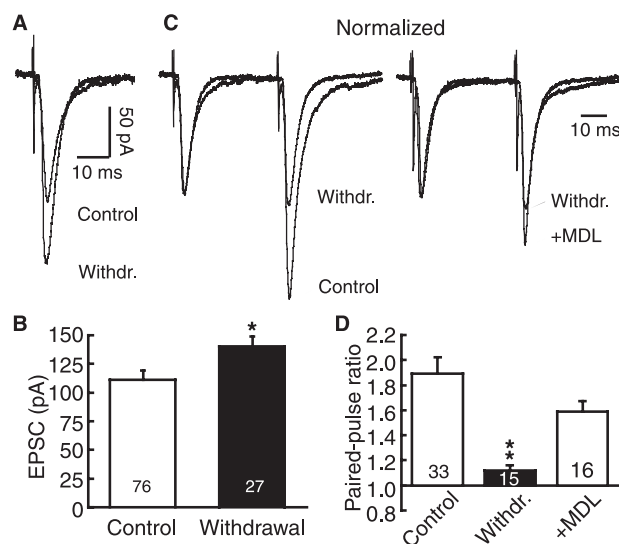 A
50 pA
10 ms
Control
Withdr.
C
Normalized
Withdr.
Control
10 ms
Withdr.
+MDL
B
EPSC (pA)
150
125
100
75
50
25
0
*
76
27
Control
Withdrawal
D
Paired-pulse ratio
2.2
2.0
1.8
1.6
1.4
1.2
1.0
0.8
**
33
15
16
Control
Withdr.
+MDL